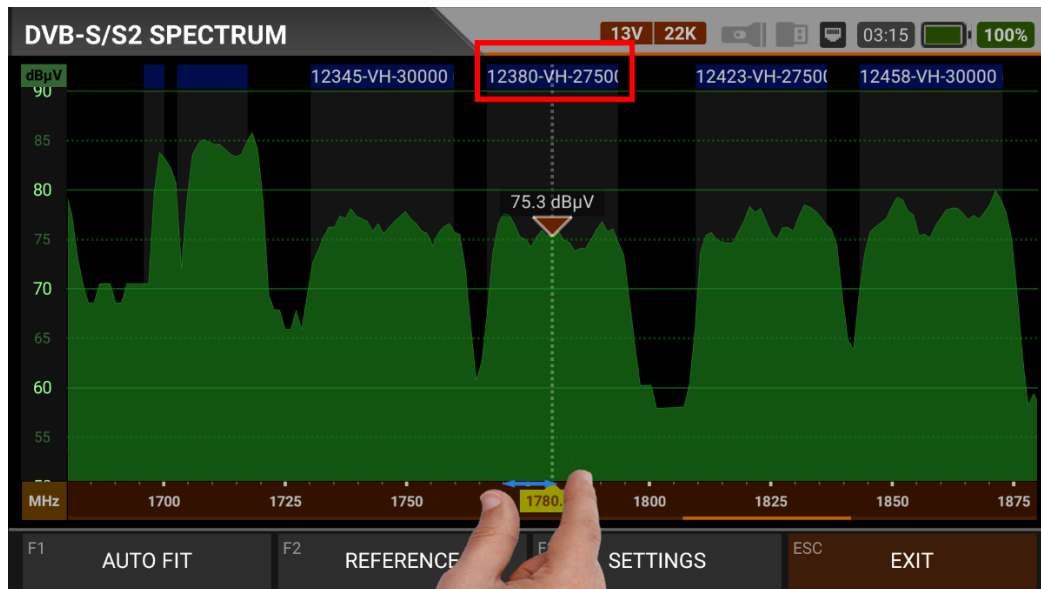 DVB-S/S2 SPECTRUM
13V 22K 03:15 100%
dBµV 12345-VH-30000 12380-VH-2750 12423-VH-2750 12458-VH-30000
90
85
80
75.3 dBµV
75
70
65
60
55
MHz 1700 1725 1750 1780. 1800 1825 1850 1875
F1 AUTO FIT F2 REFERENCE SETTINGS ESC EXIT